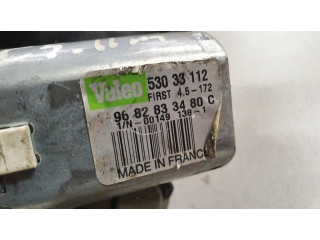 Valeo
530 33 112
FIRST 4.5-172
96 82 83 34 80 C
1/N-00149 138-1
MADE IN FRANCE